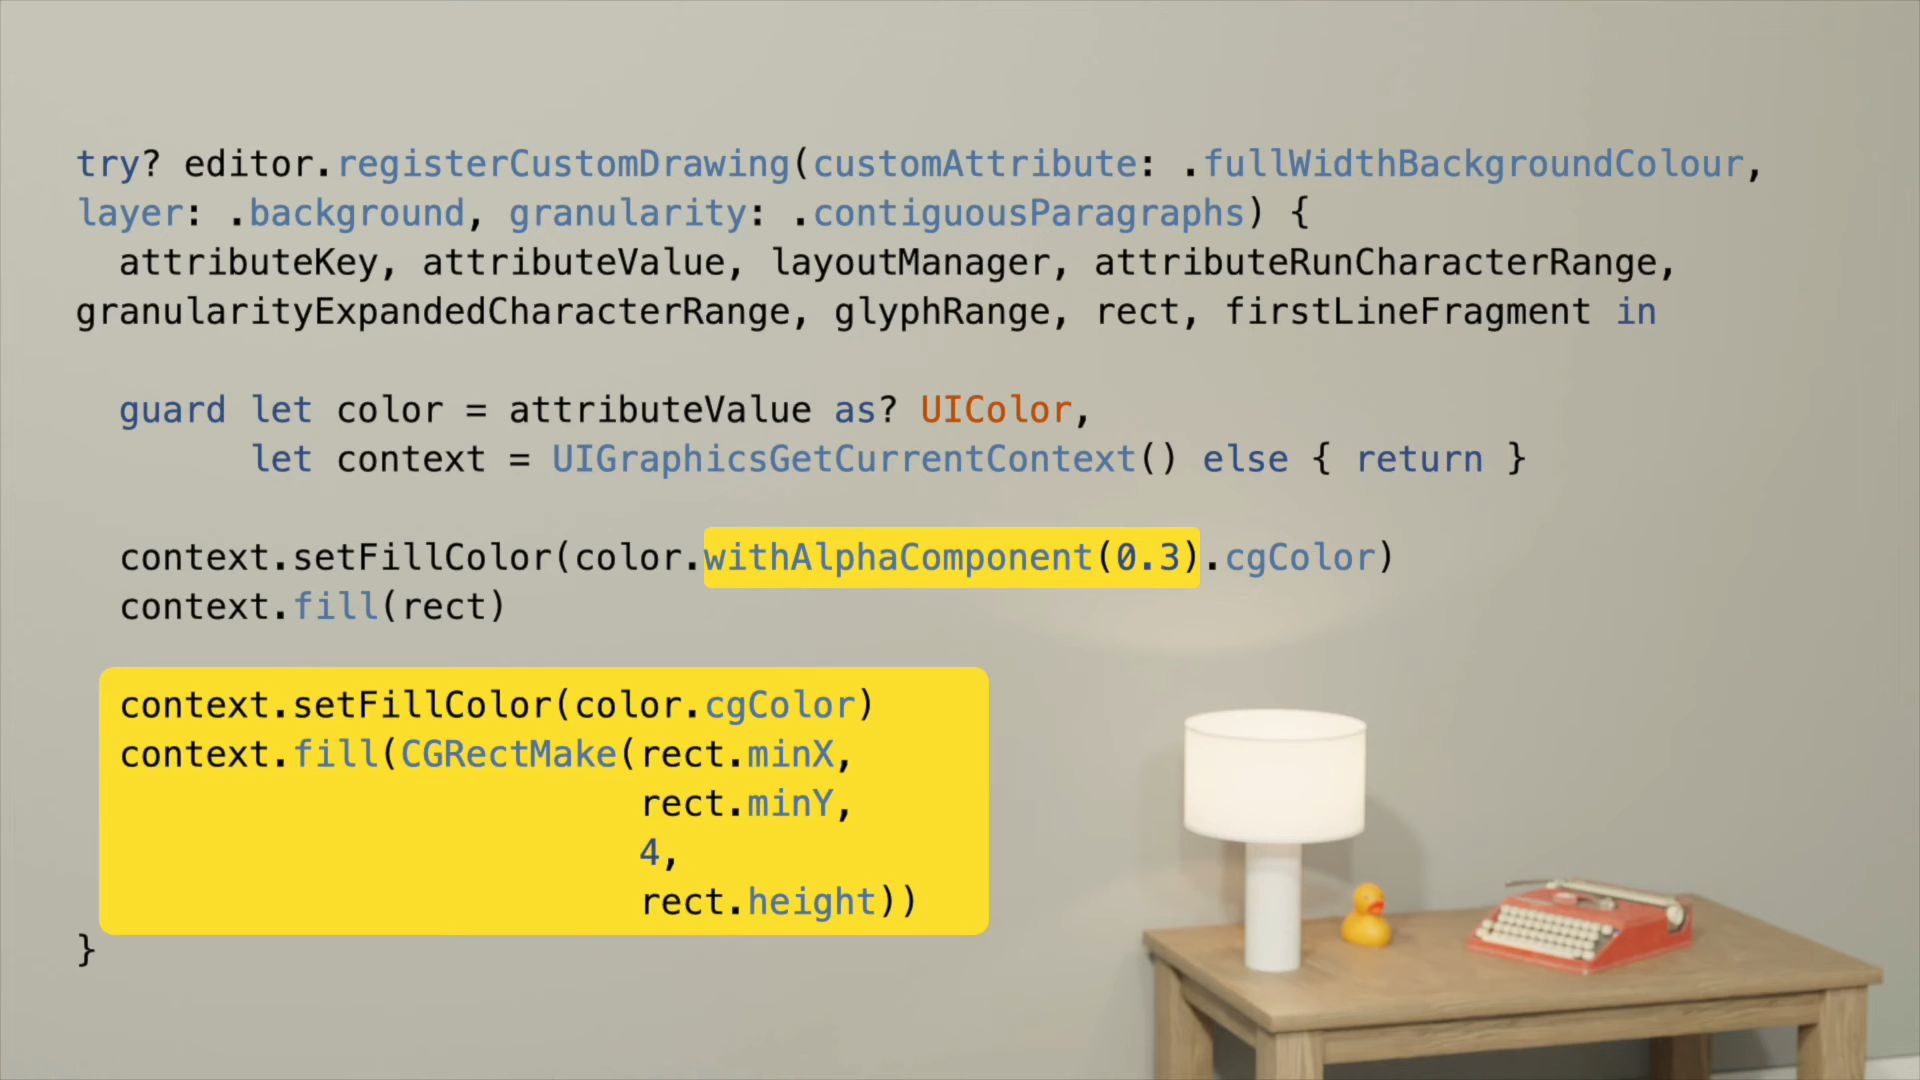 try? editor.registerCustomDrawing(customAttribute: .fullWidthBackgroundColour,
layer: .background, granularity: .contiguousParagraphs) {
  attributeKey, attributeValue, layoutManager, attributeRunCharacterRange,
granularityExpandedCharacterRange, glyphRange, rect, firstLineFragment in
  guard let color = attributeValue as? UIColor,
        let context = UIGraphicsGetCurrentContext() else { return }
  context.setFillColor(color.withAlphaComponent(0.3).cgColor)
  context.fill(rect)
  context.setFillColor(color.cgColor)
  context.fill(CGRectMake(rect.minX,
                          rect.minY,
                          4,
                          rect.height))
}